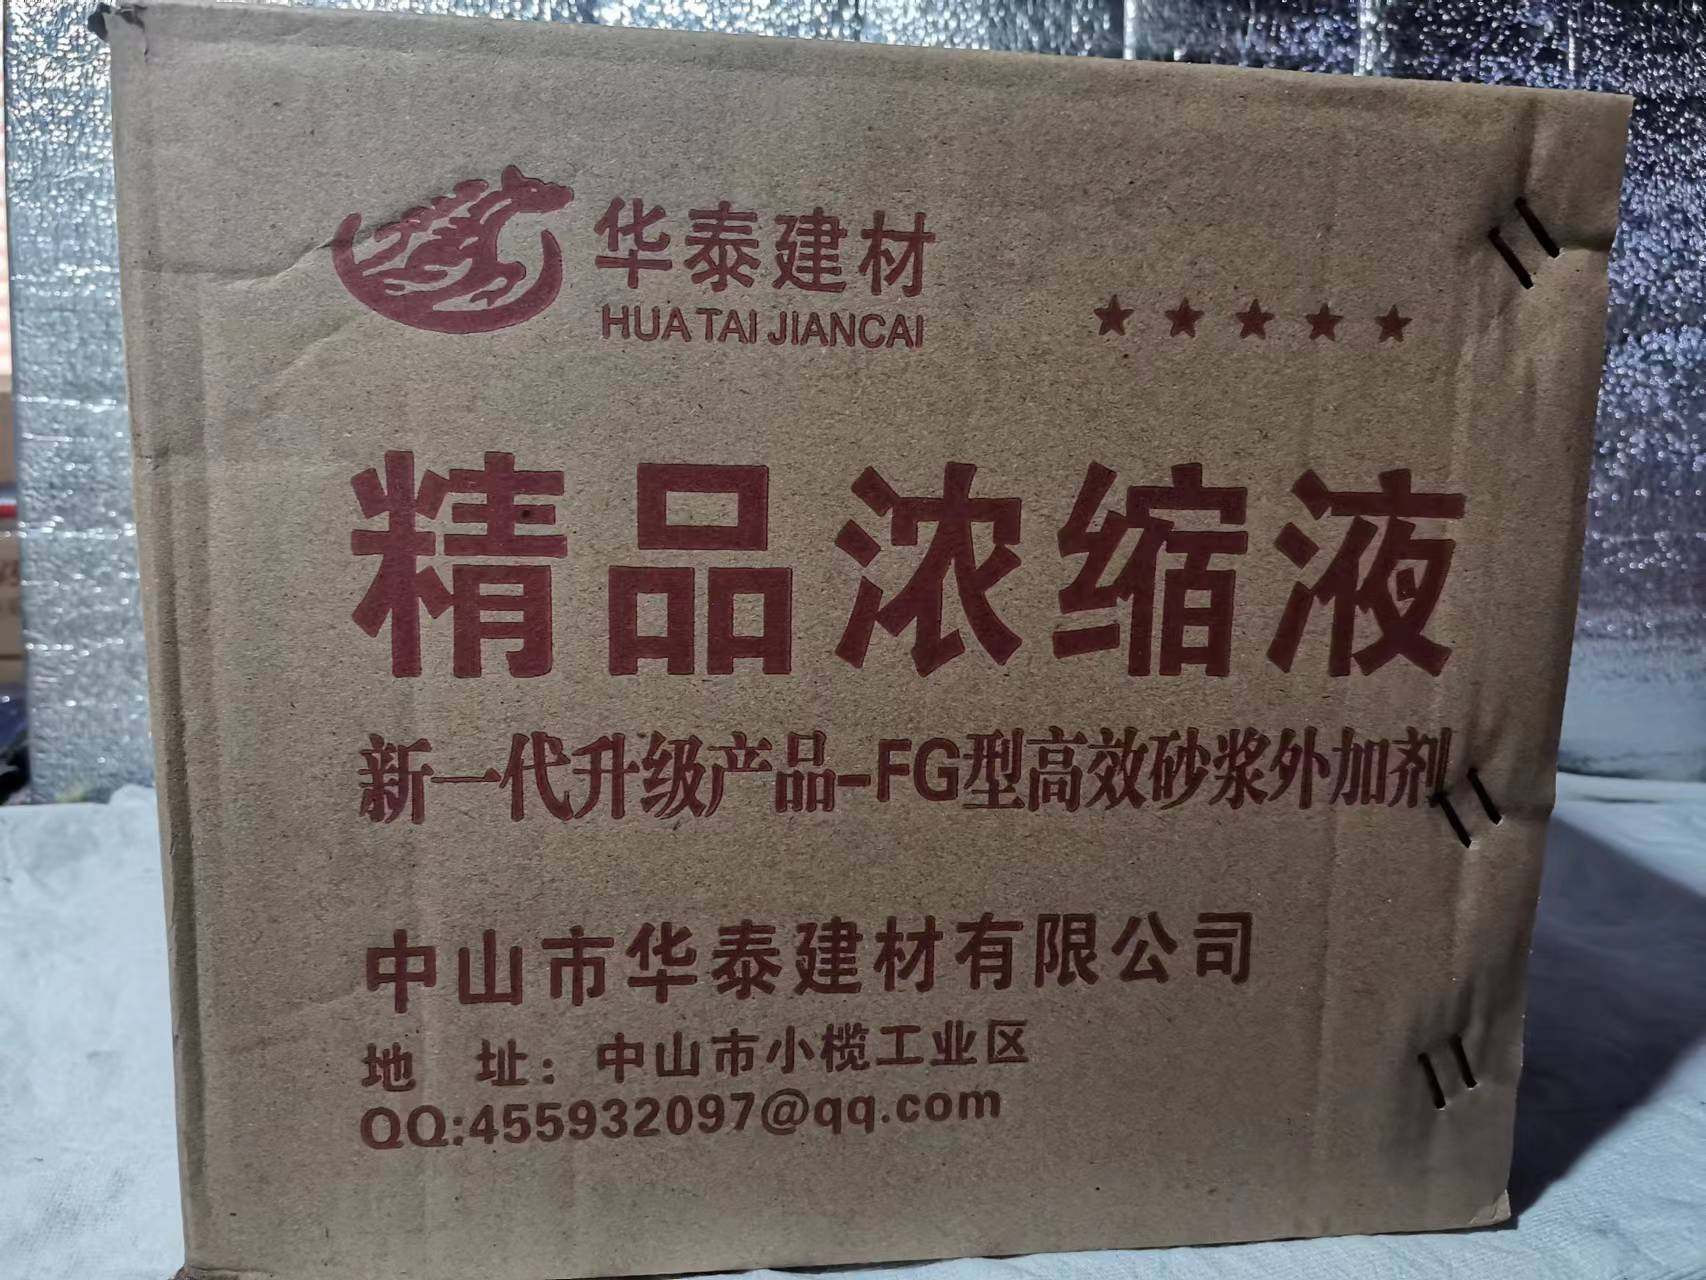 华泰建材
HUA TAI JIANCAI
★ ★ ★ ★ ★
精品浓缩液
新一代升级产品-FG型高效砂浆外加剂
中山市华泰建材有限公司
地 址：中山市小榄工业区
QQ:455932097@qq.com